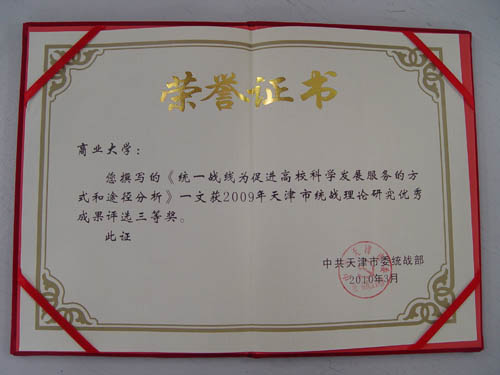 荣誉证书
商业大学：
您撰写的《统一战线为促进高校科学发展服务的方
式和途径分析》一文获2009年天津市统战理论研究优秀
成果评选三等奖。
此证
中共天津市委统战部
2010年3月